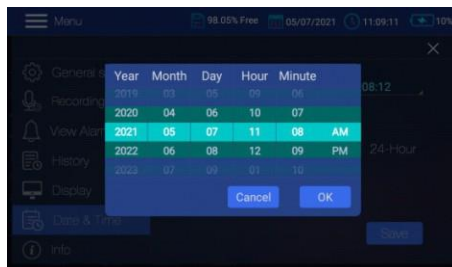 Menu 98.05% Free 05/07/2021 11:09:11 10%
General s
Recording
View Alarm
History
Display
Date & Time
Info
Year Month Day Hour Minute
2019 03 05 09 06
2020 04 06 10 07
2021 05 07 11 08 AM
2022 06 08 12 09 PM
2023 07 09 01 10
Cancel OK
08:12
24-Hour
Save